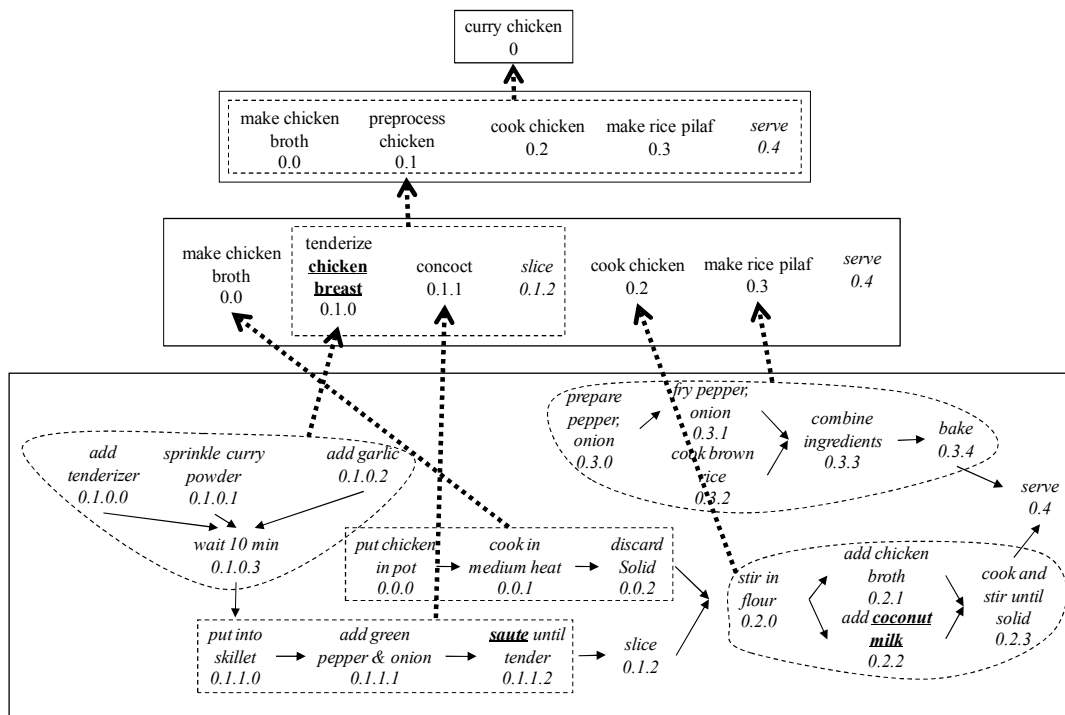 curry chicken
0
make chicken
broth
0.0
preprocess
chicken
0.1
cook chicken
0.2
make rice pilaf
0.3
serve
0.4
make chicken
broth
0.0
tenderize
chicken
breast
0.1.0
concoct
0.1.1
slice
0.1.2
cook chicken
0.2
make rice pilaf
0.3
serve
0.4
prepare
pepper,
onion
0.3.0
fry pepper,
onion
0.3.1
cook brown
rice
0.3.2
combine
ingredients
0.3.3
bake
0.3.4
serve
0.4
add
tenderizer
0.1.0.0
sprinkle curry
powder
0.1.0.1
add garlic
0.1.0.2
wait 10 min
0.1.0.3
put chicken
in pot
0.0.0
cook in
medium heat
0.0.1
discard
Solid
0.0.2
stir in
flour
0.2.0
add chicken
broth
0.2.1
add coconut
milk
0.2.2
cook and
stir until
solid
0.2.3
put into
skillet
0.1.1.0
add green
pepper & onion
0.1.1.1
saute until
tender
0.1.1.2
slice
0.1.2